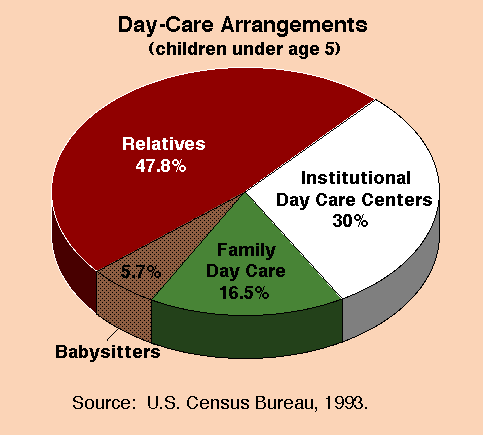 Day-Care Arrangements
(children under age 5)
Relatives
47.8%
Institutional
Day Care Centers
30%
Family
Day Care
16.5%
5.7%
Babysitters
Source:  U.S. Census Bureau, 1993.